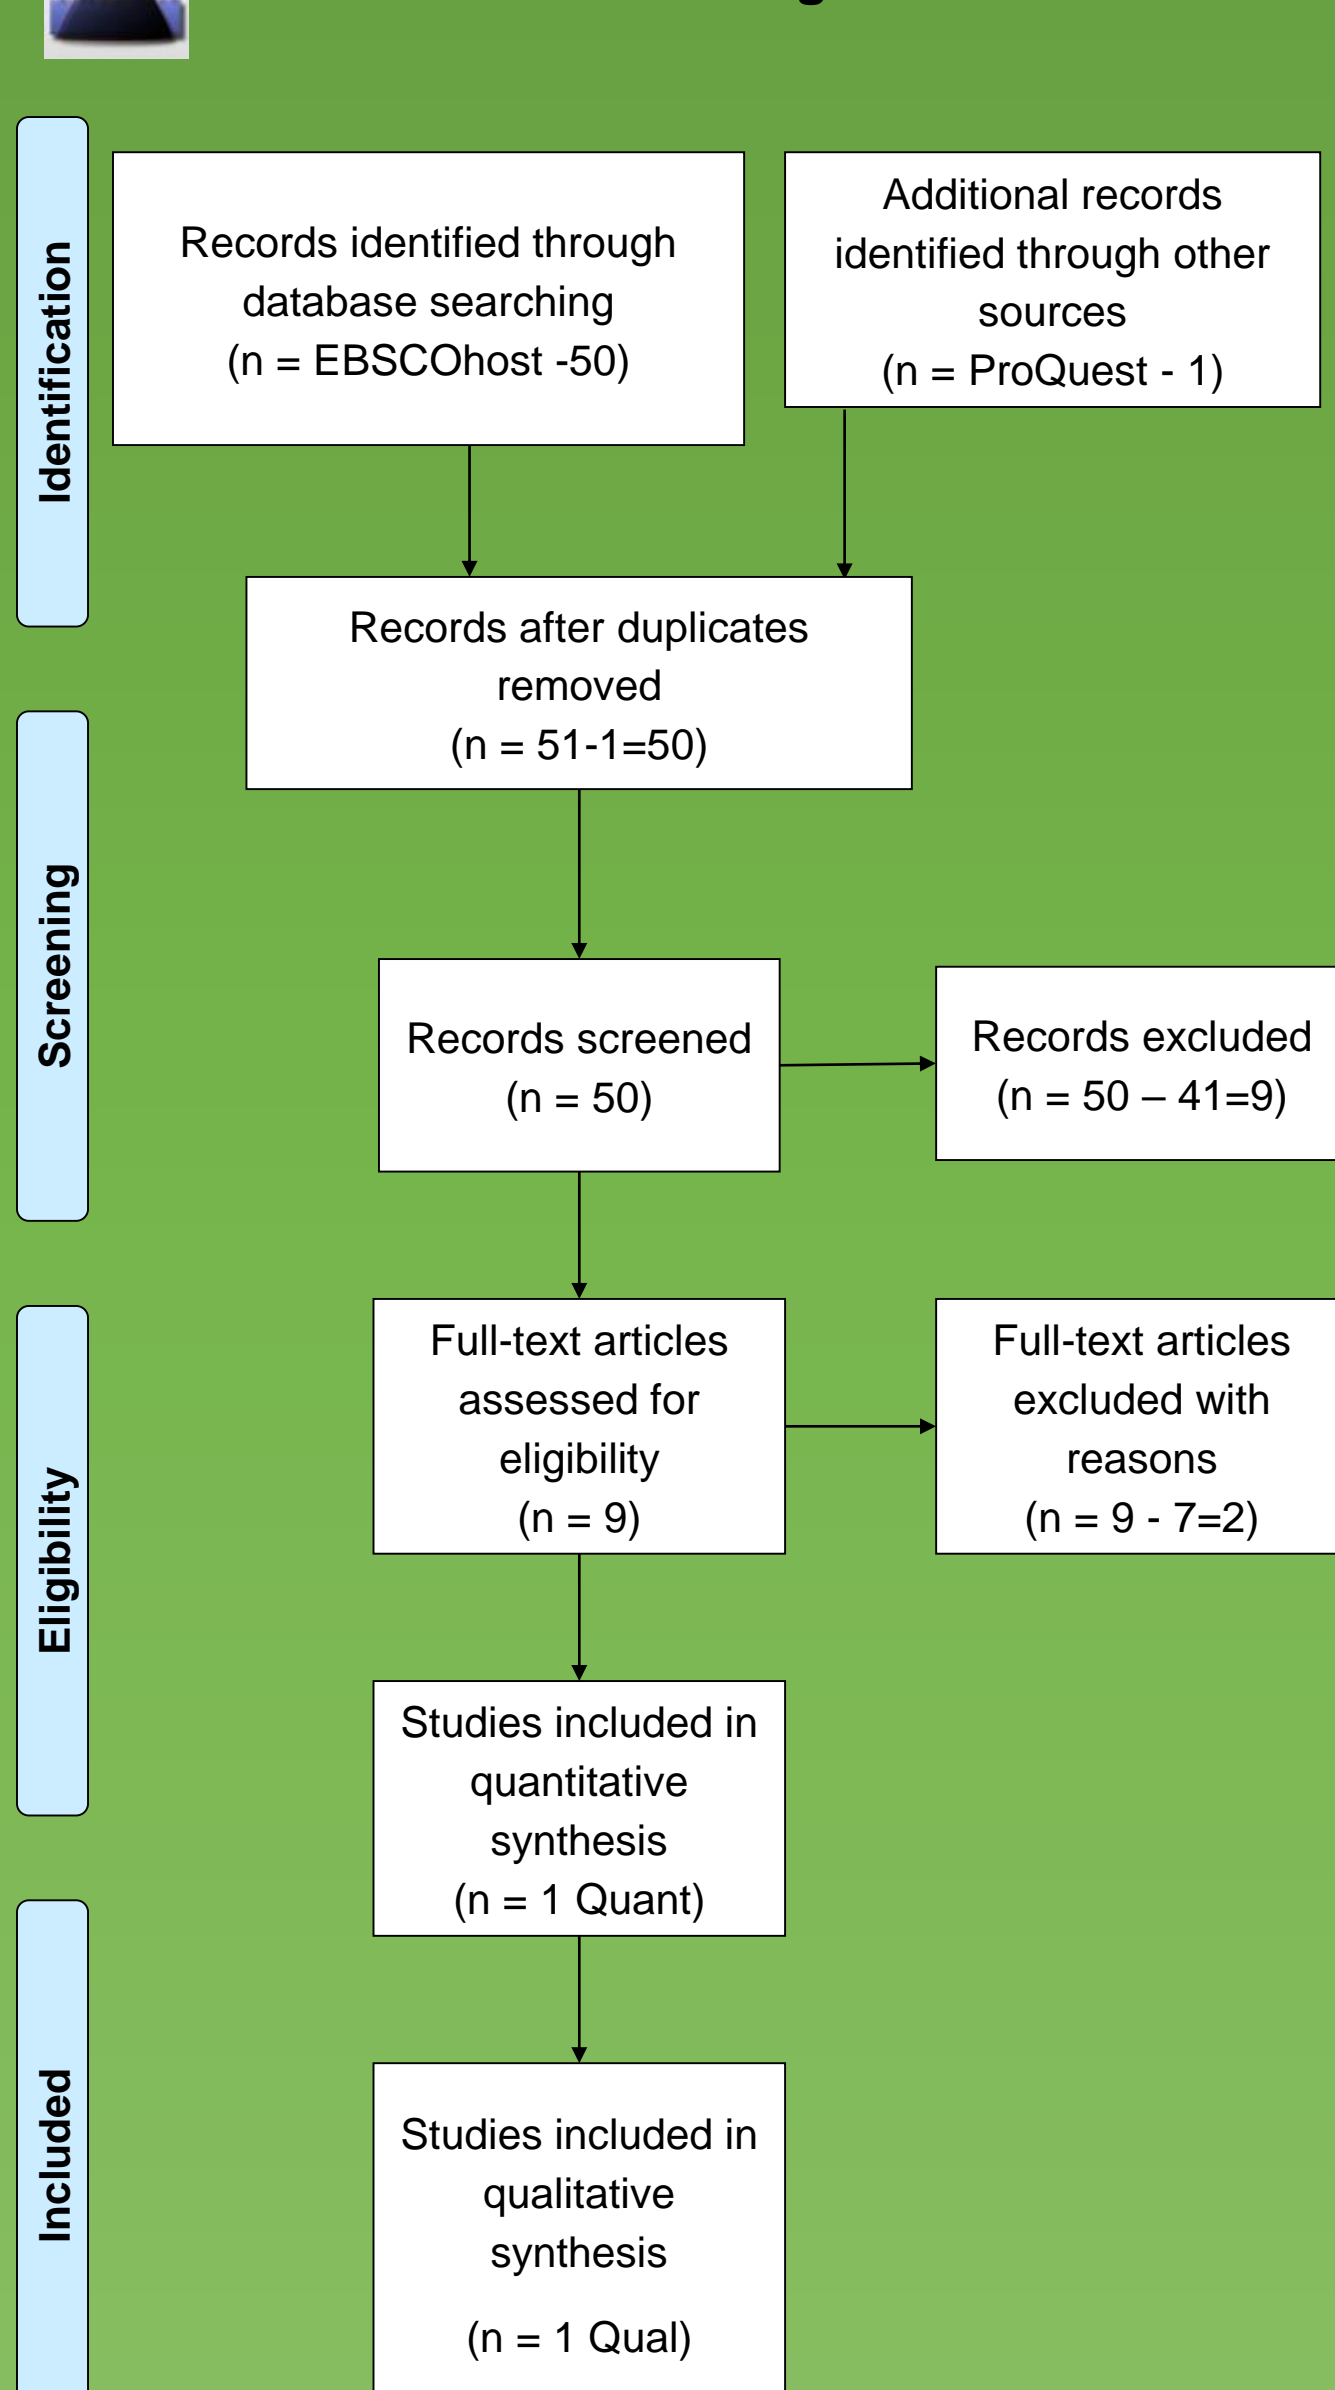 Identification
Records identified through
database searching
(n = EBSCOhost -50)
Additional records
identified through other
sources
(n = ProQuest - 1)
Records after duplicates
removed
(n = 51-1=50)
Screening
Records screened
(n = 50)
Records excluded
(n = 50 – 41=9)
Eligibility
Full-text articles
assessed for
eligibility
(n = 9)
Full-text articles
excluded with
reasons
(n = 9 - 7=2)
Studies included in
quantitative
synthesis
(n = 1 Quant)
Included
Studies included in
qualitative
synthesis
(n = 1 Qual)